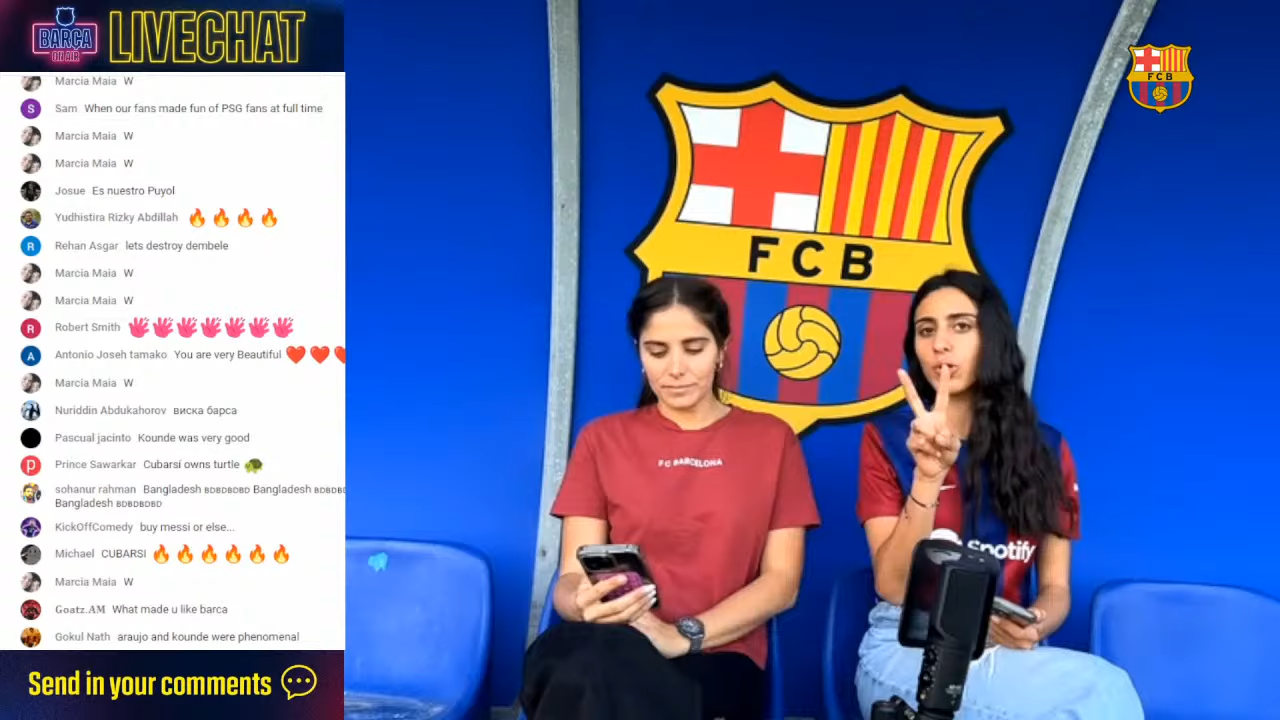 BARÇA
ON AIR
LIVECHAT
Marcia Maia W
S Sam When our fans made fun of PSG fans at full time
Marcia Maia W
Marcia Maia W
Josue Es nuestro Puyol
Yudhistira Rizky Abdillah 🔥🔥🔥🔥
R Rehan Asgar lets destroy dembele
Marcia Maia W
Marcia Maia W
R Robert Smith 👋👋👋👋👋👋👋
A Antonio Joseh tamako You are very Beautiful ❤️❤️❤️
Marcia Maia W
Nuriddin Abdukahorov виска барса
Pascual jacinto Kounde was very good
P Prince Sawarkar Cubarsí owns turtle 🐢
sohanur rahman Bangladesh BDBDBDBD Bangladesh BDBDBD
Bangladesh BDBDBDBD
KickOffComedy buy messi or else...
Michael CUBARSI 🔥🔥🔥🔥🔥🔥
Marcia Maia W
Goatz.AM What made u like barca
Gokul Nath araujo and kounde were phenomenal
Send in your comments
FCB
FCB
FC BARCELONA
Spotify